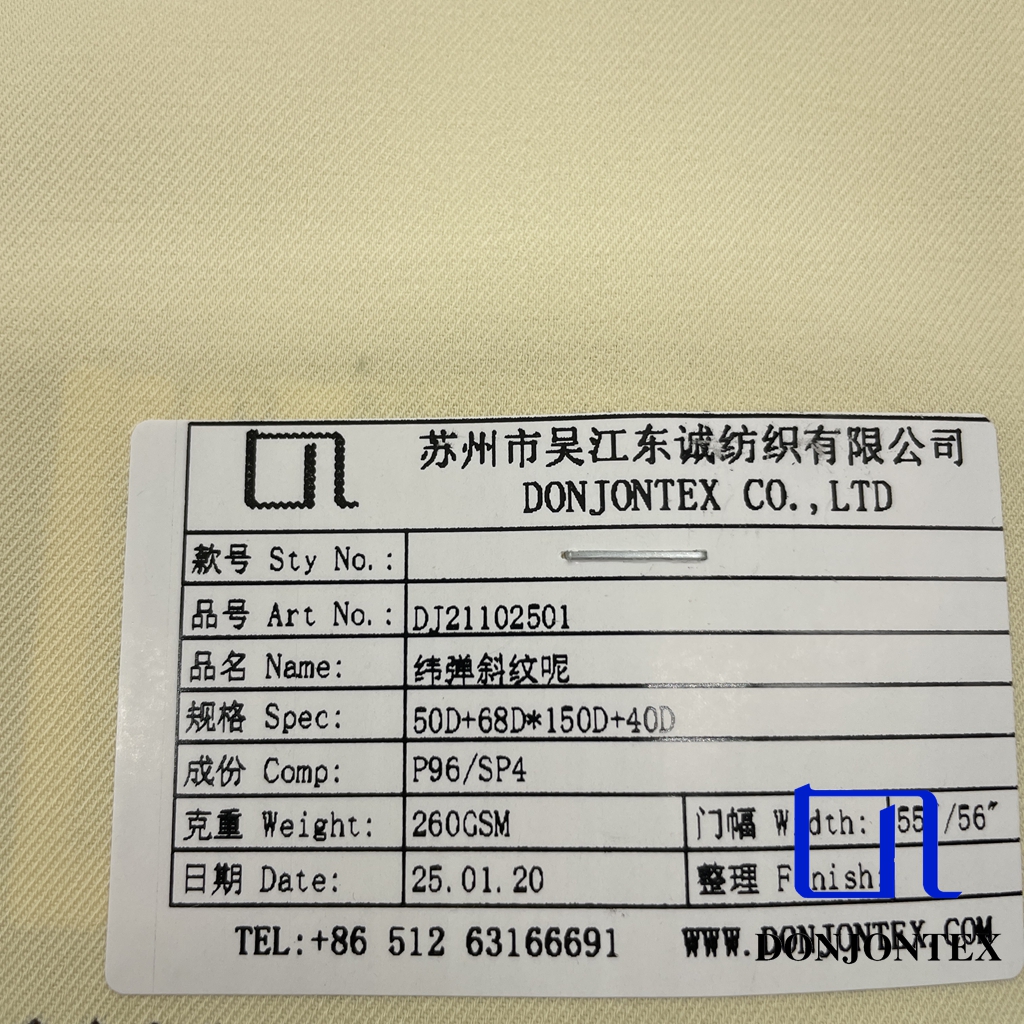 苏州市吴江东诚纺织有限公司
DONJONTEX CO.,LTD
款号 Sty No.:
品号 Art No.: DJ21102501
品名 Name: 纬弹斜纹呢
规格 Spec: 50D+68D*150D+40D
成份 Comp: P96/SP4
克重 Weight: 260GSM 门幅 Width: 55/56"
日期 Date: 25.01.20 整理 Finish:
TEL:+86 512 63166691 WWW.DONJONTEX.COM
DONJONTEX